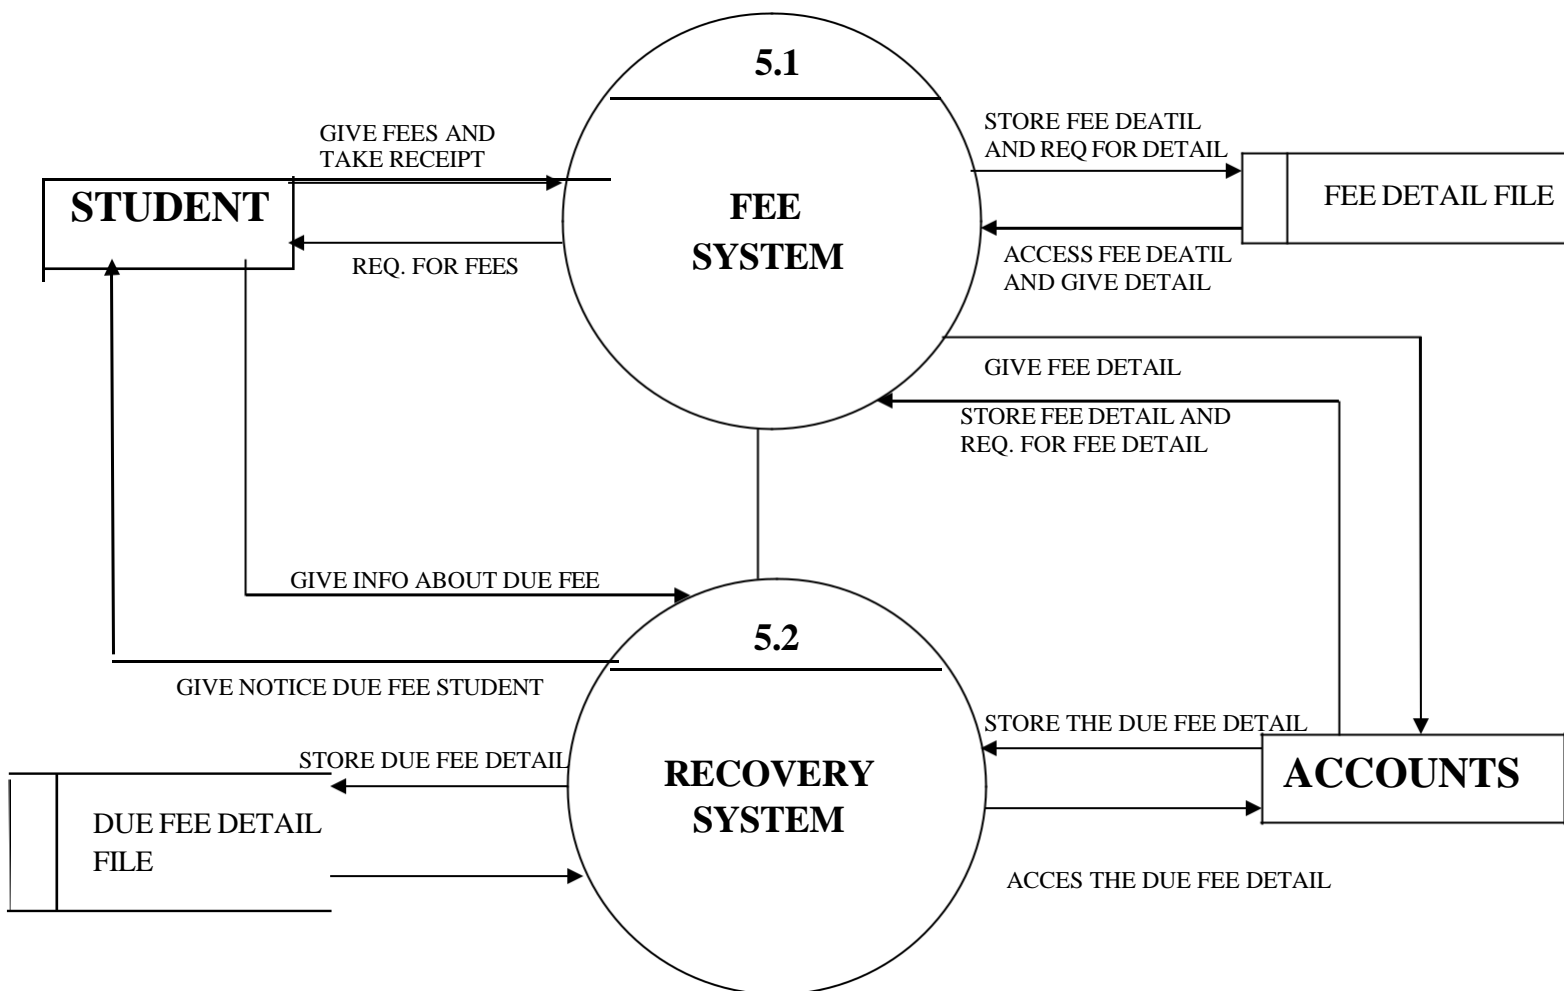 5.1
GIVE FEES AND
TAKE RECEIPT
STORE FEE DEATIL
AND REQ FOR DETAIL
STUDENT
FEE
SYSTEM
FEE DETAIL FILE
REQ. FOR FEES
ACCESS FEE DEATIL
AND GIVE DETAIL
GIVE FEE DETAIL
STORE FEE DETAIL AND
REQ. FOR FEE DETAIL
GIVE INFO ABOUT DUE FEE
5.2
GIVE NOTICE DUE FEE STUDENT
STORE THE DUE FEE DETAIL
STORE DUE FEE DETAIL
RECOVERY
SYSTEM
ACCOUNTS
DUE FEE DETAIL
FILE
ACCES THE DUE FEE DETAIL